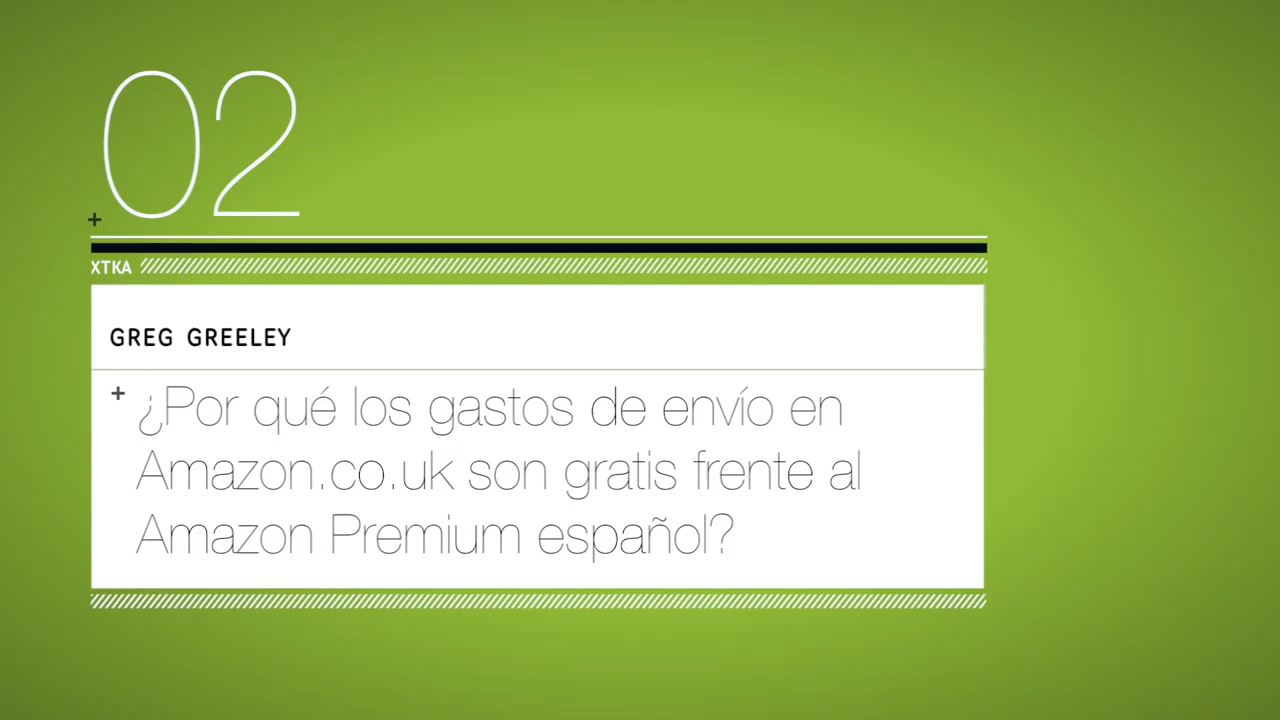 02
XTKA
GREG GREELEY
+ ¿Por qué los gastos de envío en
Amazon.co.uk son gratis frente al
Amazon Premium español?